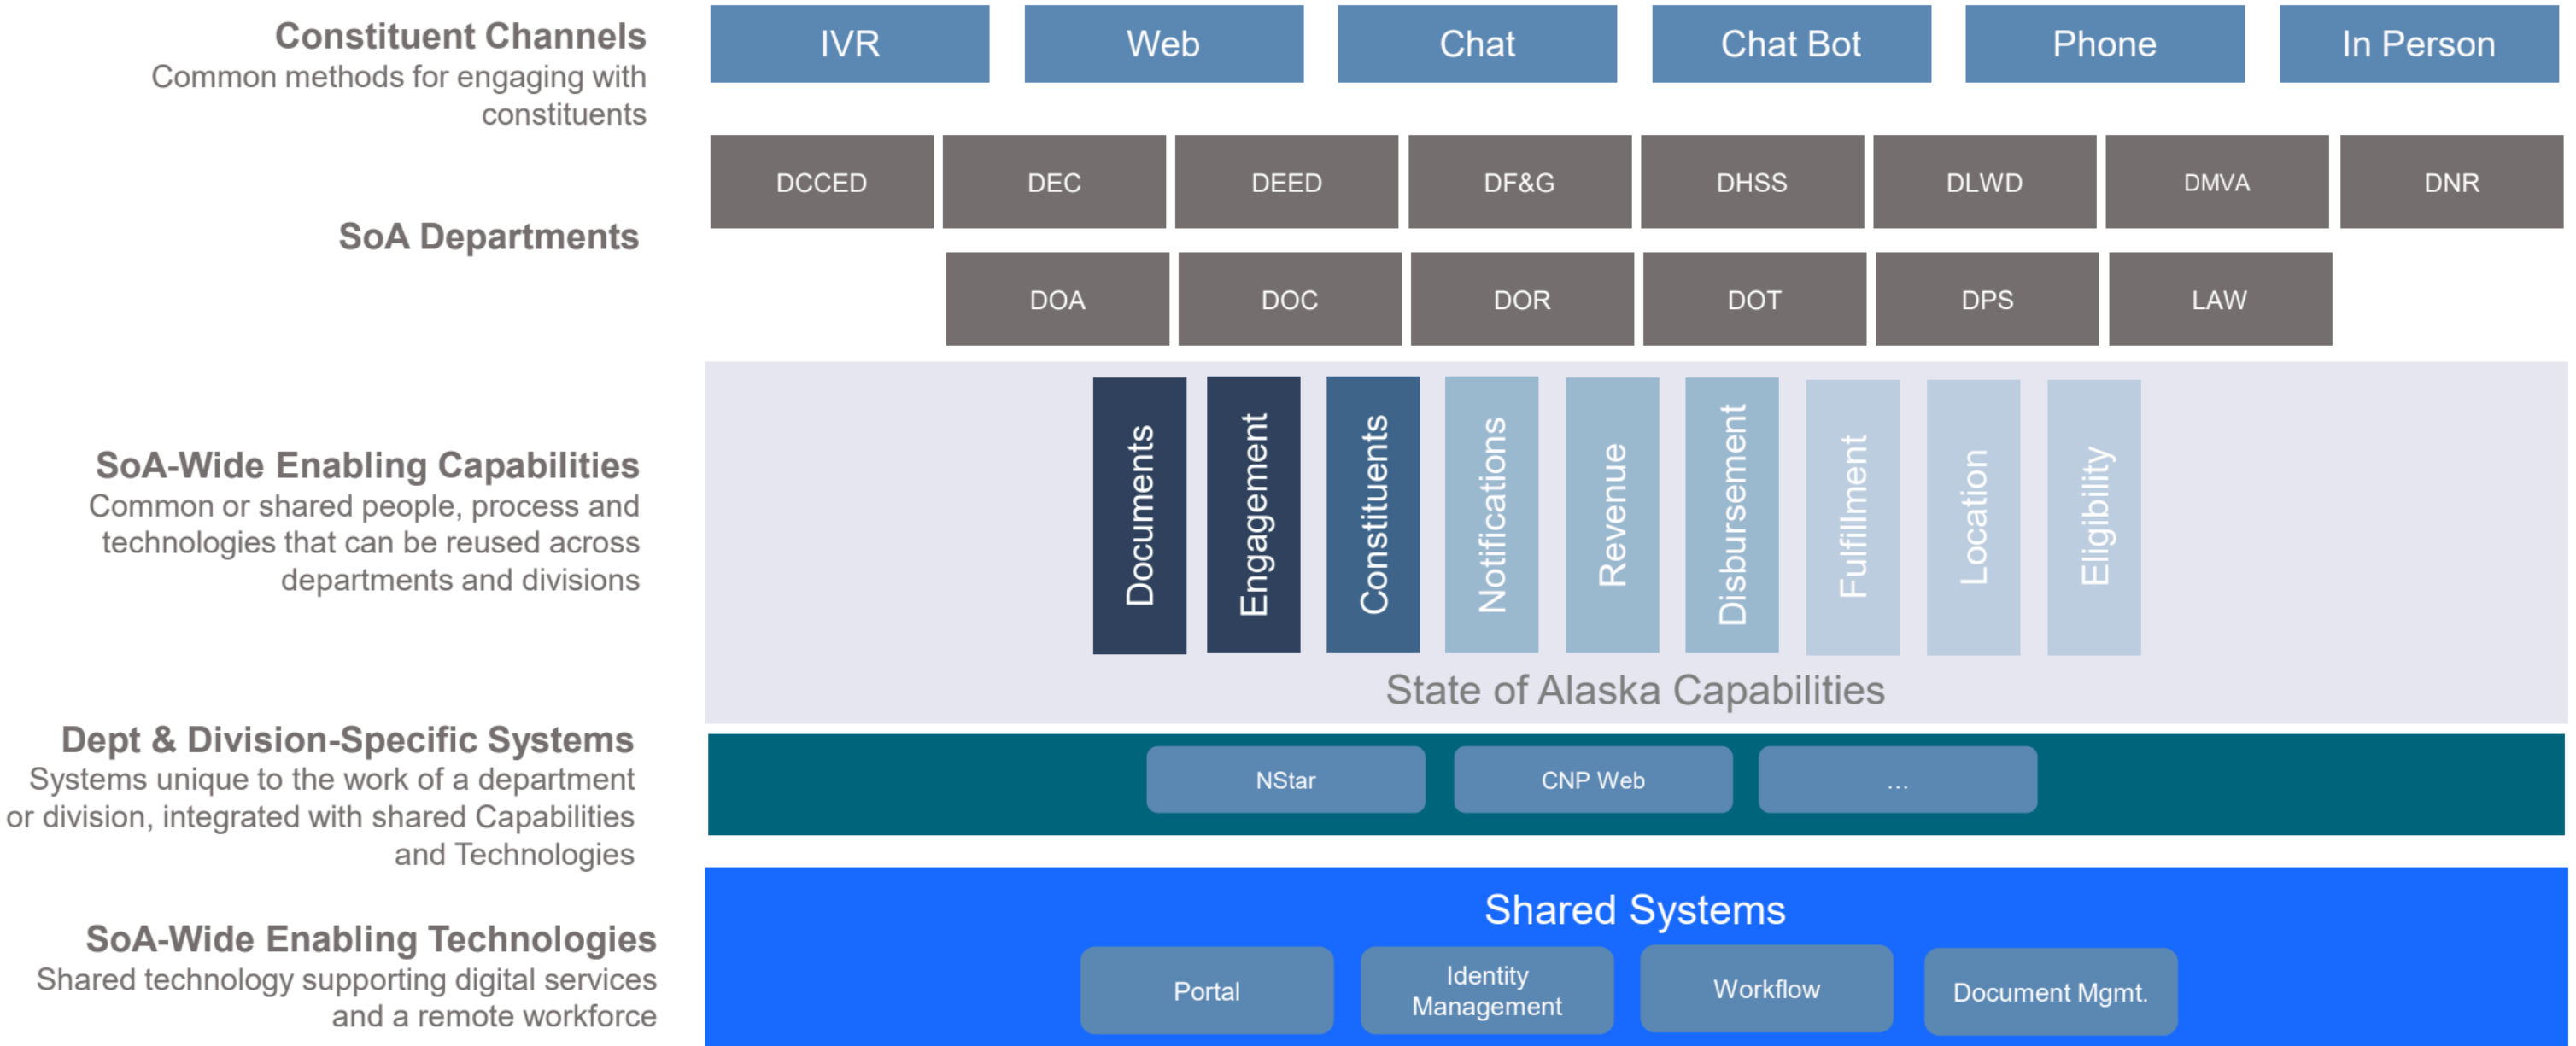 Constituent Channels
Common methods for engaging with
constituents
IVR
Web
Chat
Chat Bot
Phone
In Person
SoA Departments
DCCED
DEC
DEED
DF&G
DHSS
DLWD
DMVA
DNR
DOA
DOC
DOR
DOT
DPS
LAW
SoA-Wide Enabling Capabilities
Common or shared people, process and
technologies that can be reused across
departments and divisions
Documents
Engagement
Constituents
Notifications
Revenue
Disbursement
Fulfillment
Location
Eligibility
State of Alaska Capabilities
Dept & Division-Specific Systems
Systems unique to the work of a department
or division, integrated with shared Capabilities
and Technologies
NStar
CNP Web
...
SoA-Wide Enabling Technologies
Shared technology supporting digital services
and a remote workforce
Shared Systems
Portal
Identity
Management
Workflow
Document Mgmt.